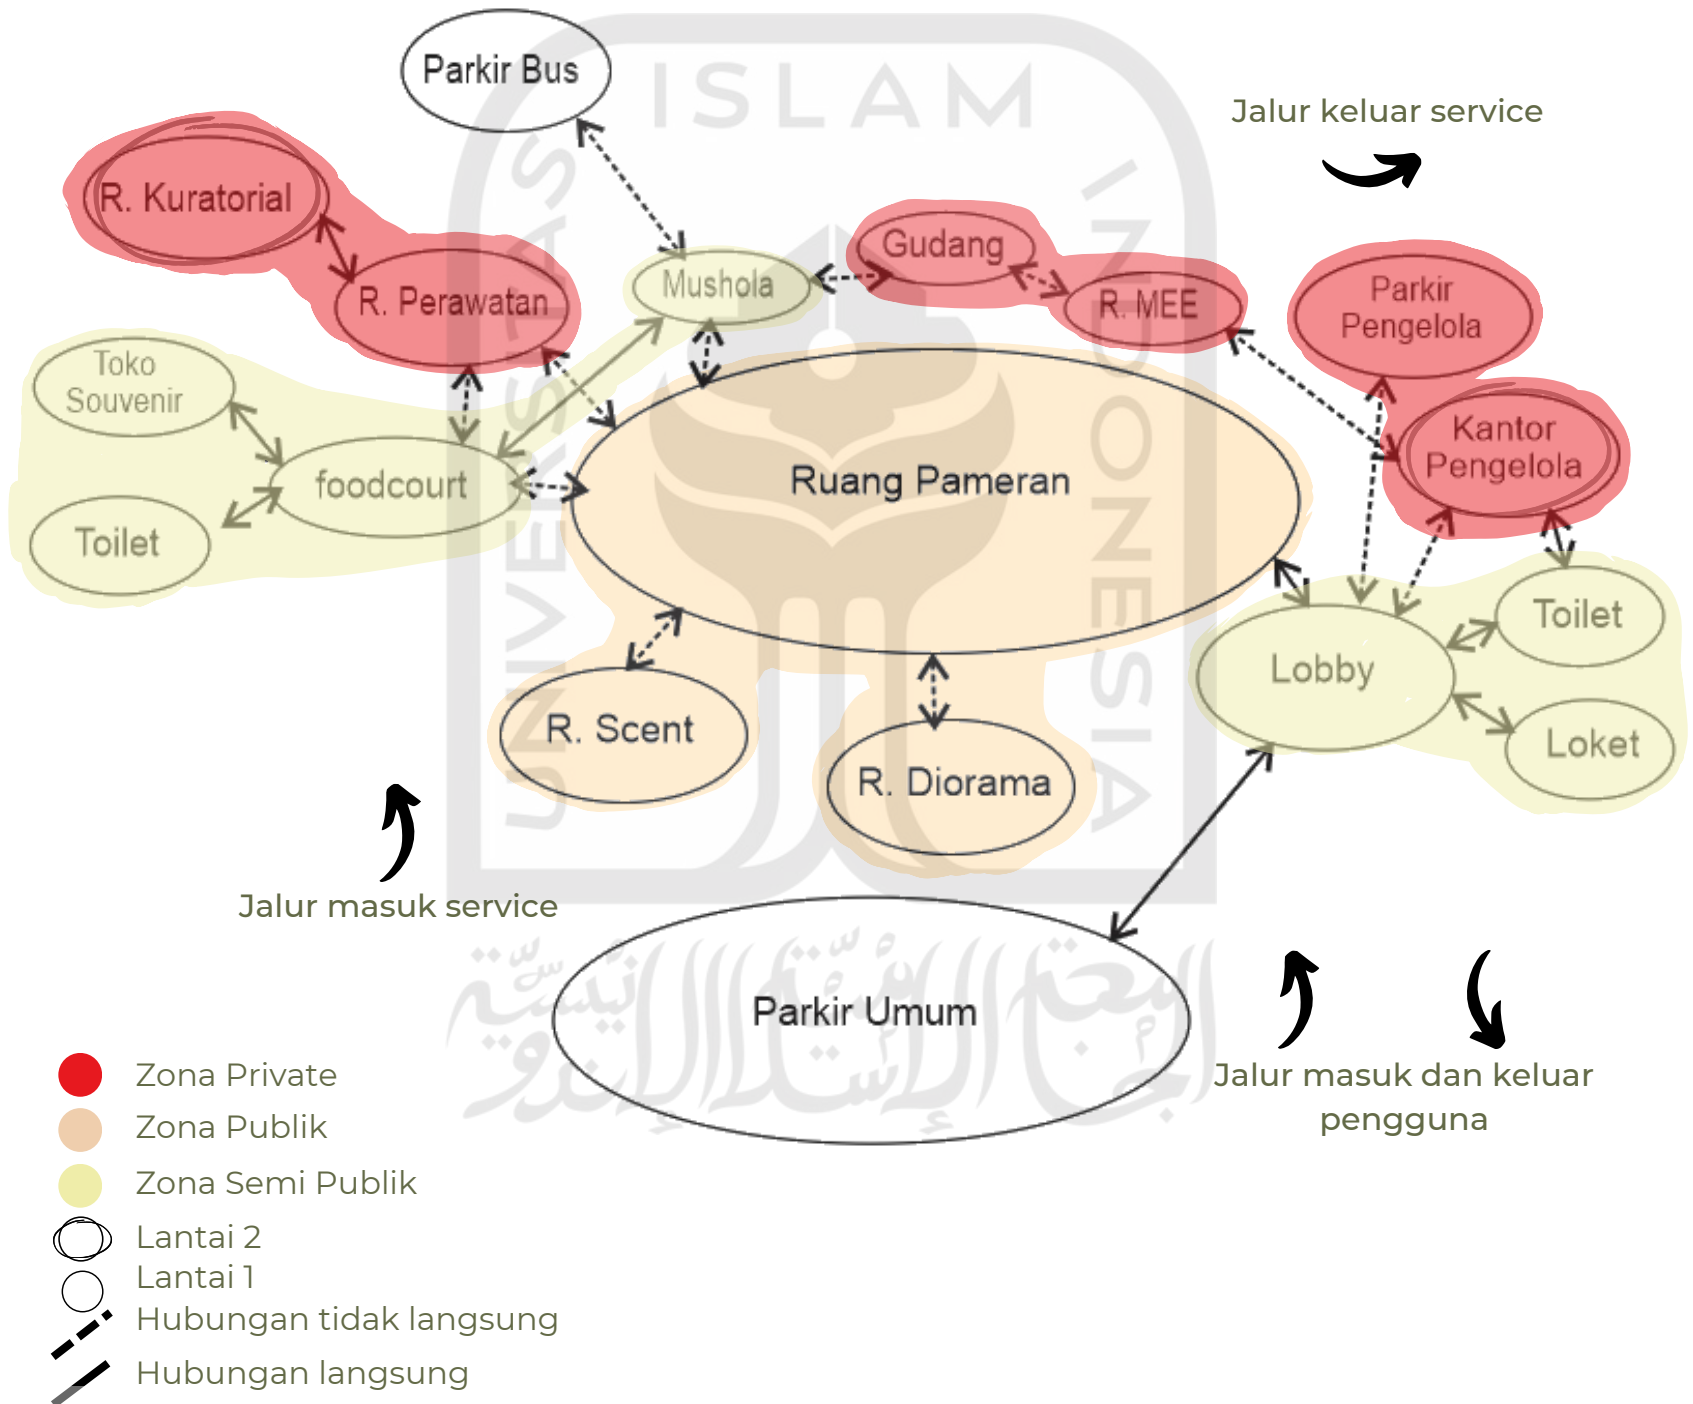 Parkir Bus
ISLAM
UNIVERSITAS
INDONESIA
Jalur keluar service
R. Kuratorial
Gudang
R. Perawatan
Mushola
R. MEE
Parkir
Pengelola
Toko
Souvenir
Kantor
Pengelola
foodcourt
Ruang Pameran
Toilet
Toilet
Lobby
R. Scent
Loket
R. Diorama
Jalur masuk service
Parkir Umum
Jalur masuk dan keluar
pengguna
Zona Private
Zona Publik
Zona Semi Publik
Lantai 2
Lantai 1
Hubungan tidak langsung
Hubungan langsung